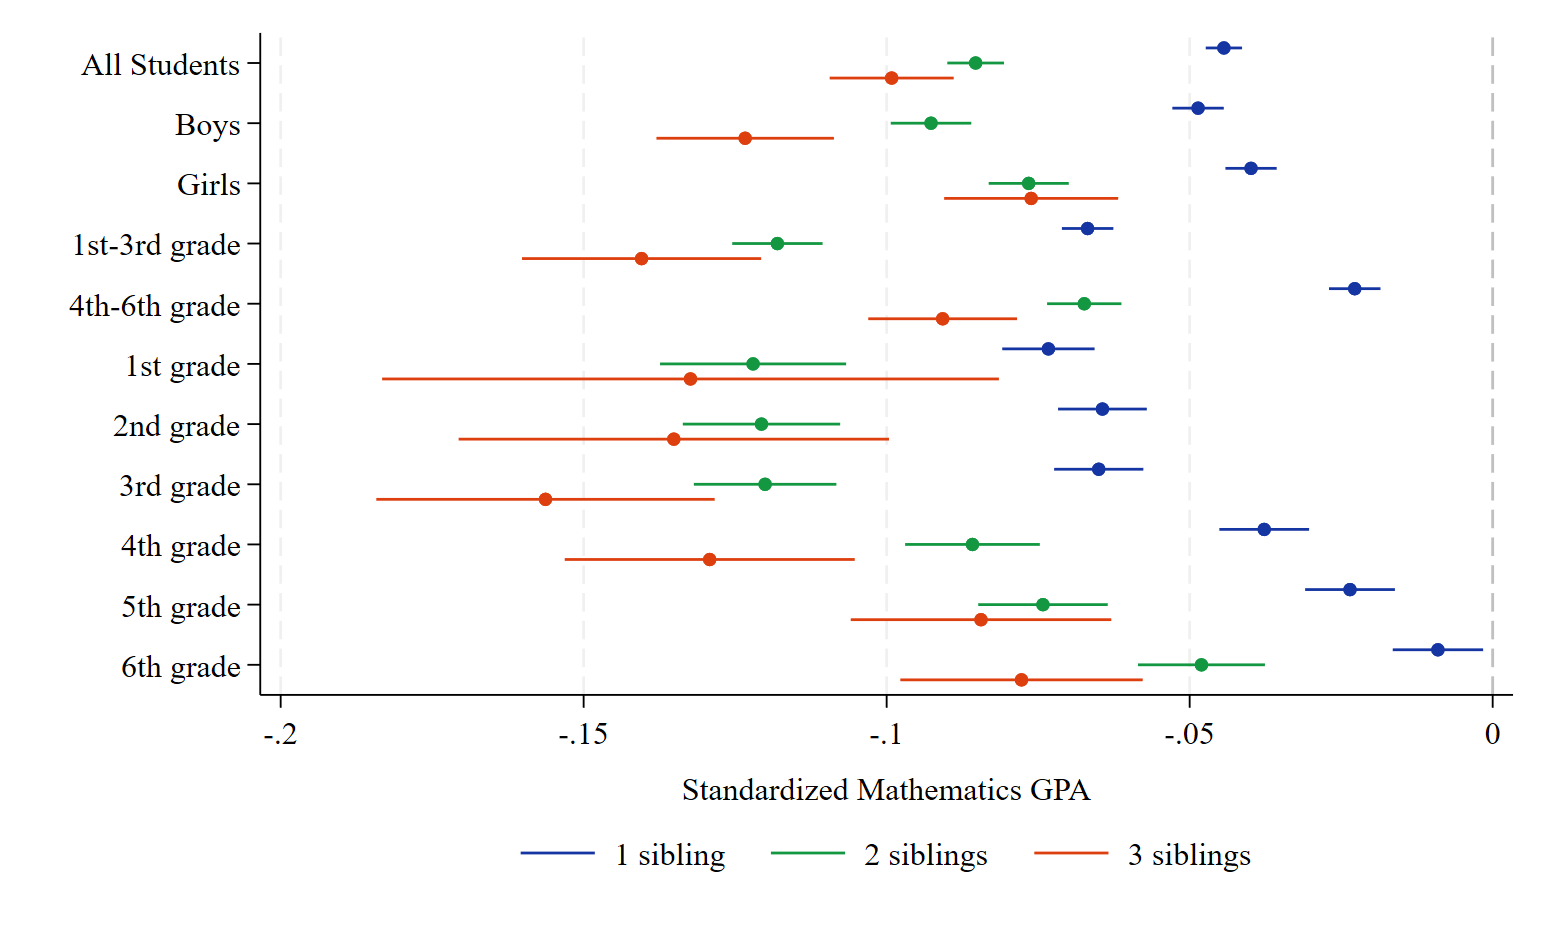 All Students
Boys
Girls
1st-3rd grade
4th-6th grade
1st grade
2nd grade
3rd grade
4th grade
5th grade
6th grade
-.2 -.15 -.1 -.05 0
Standardized Mathematics GPA
1 sibling 2 siblings 3 siblings